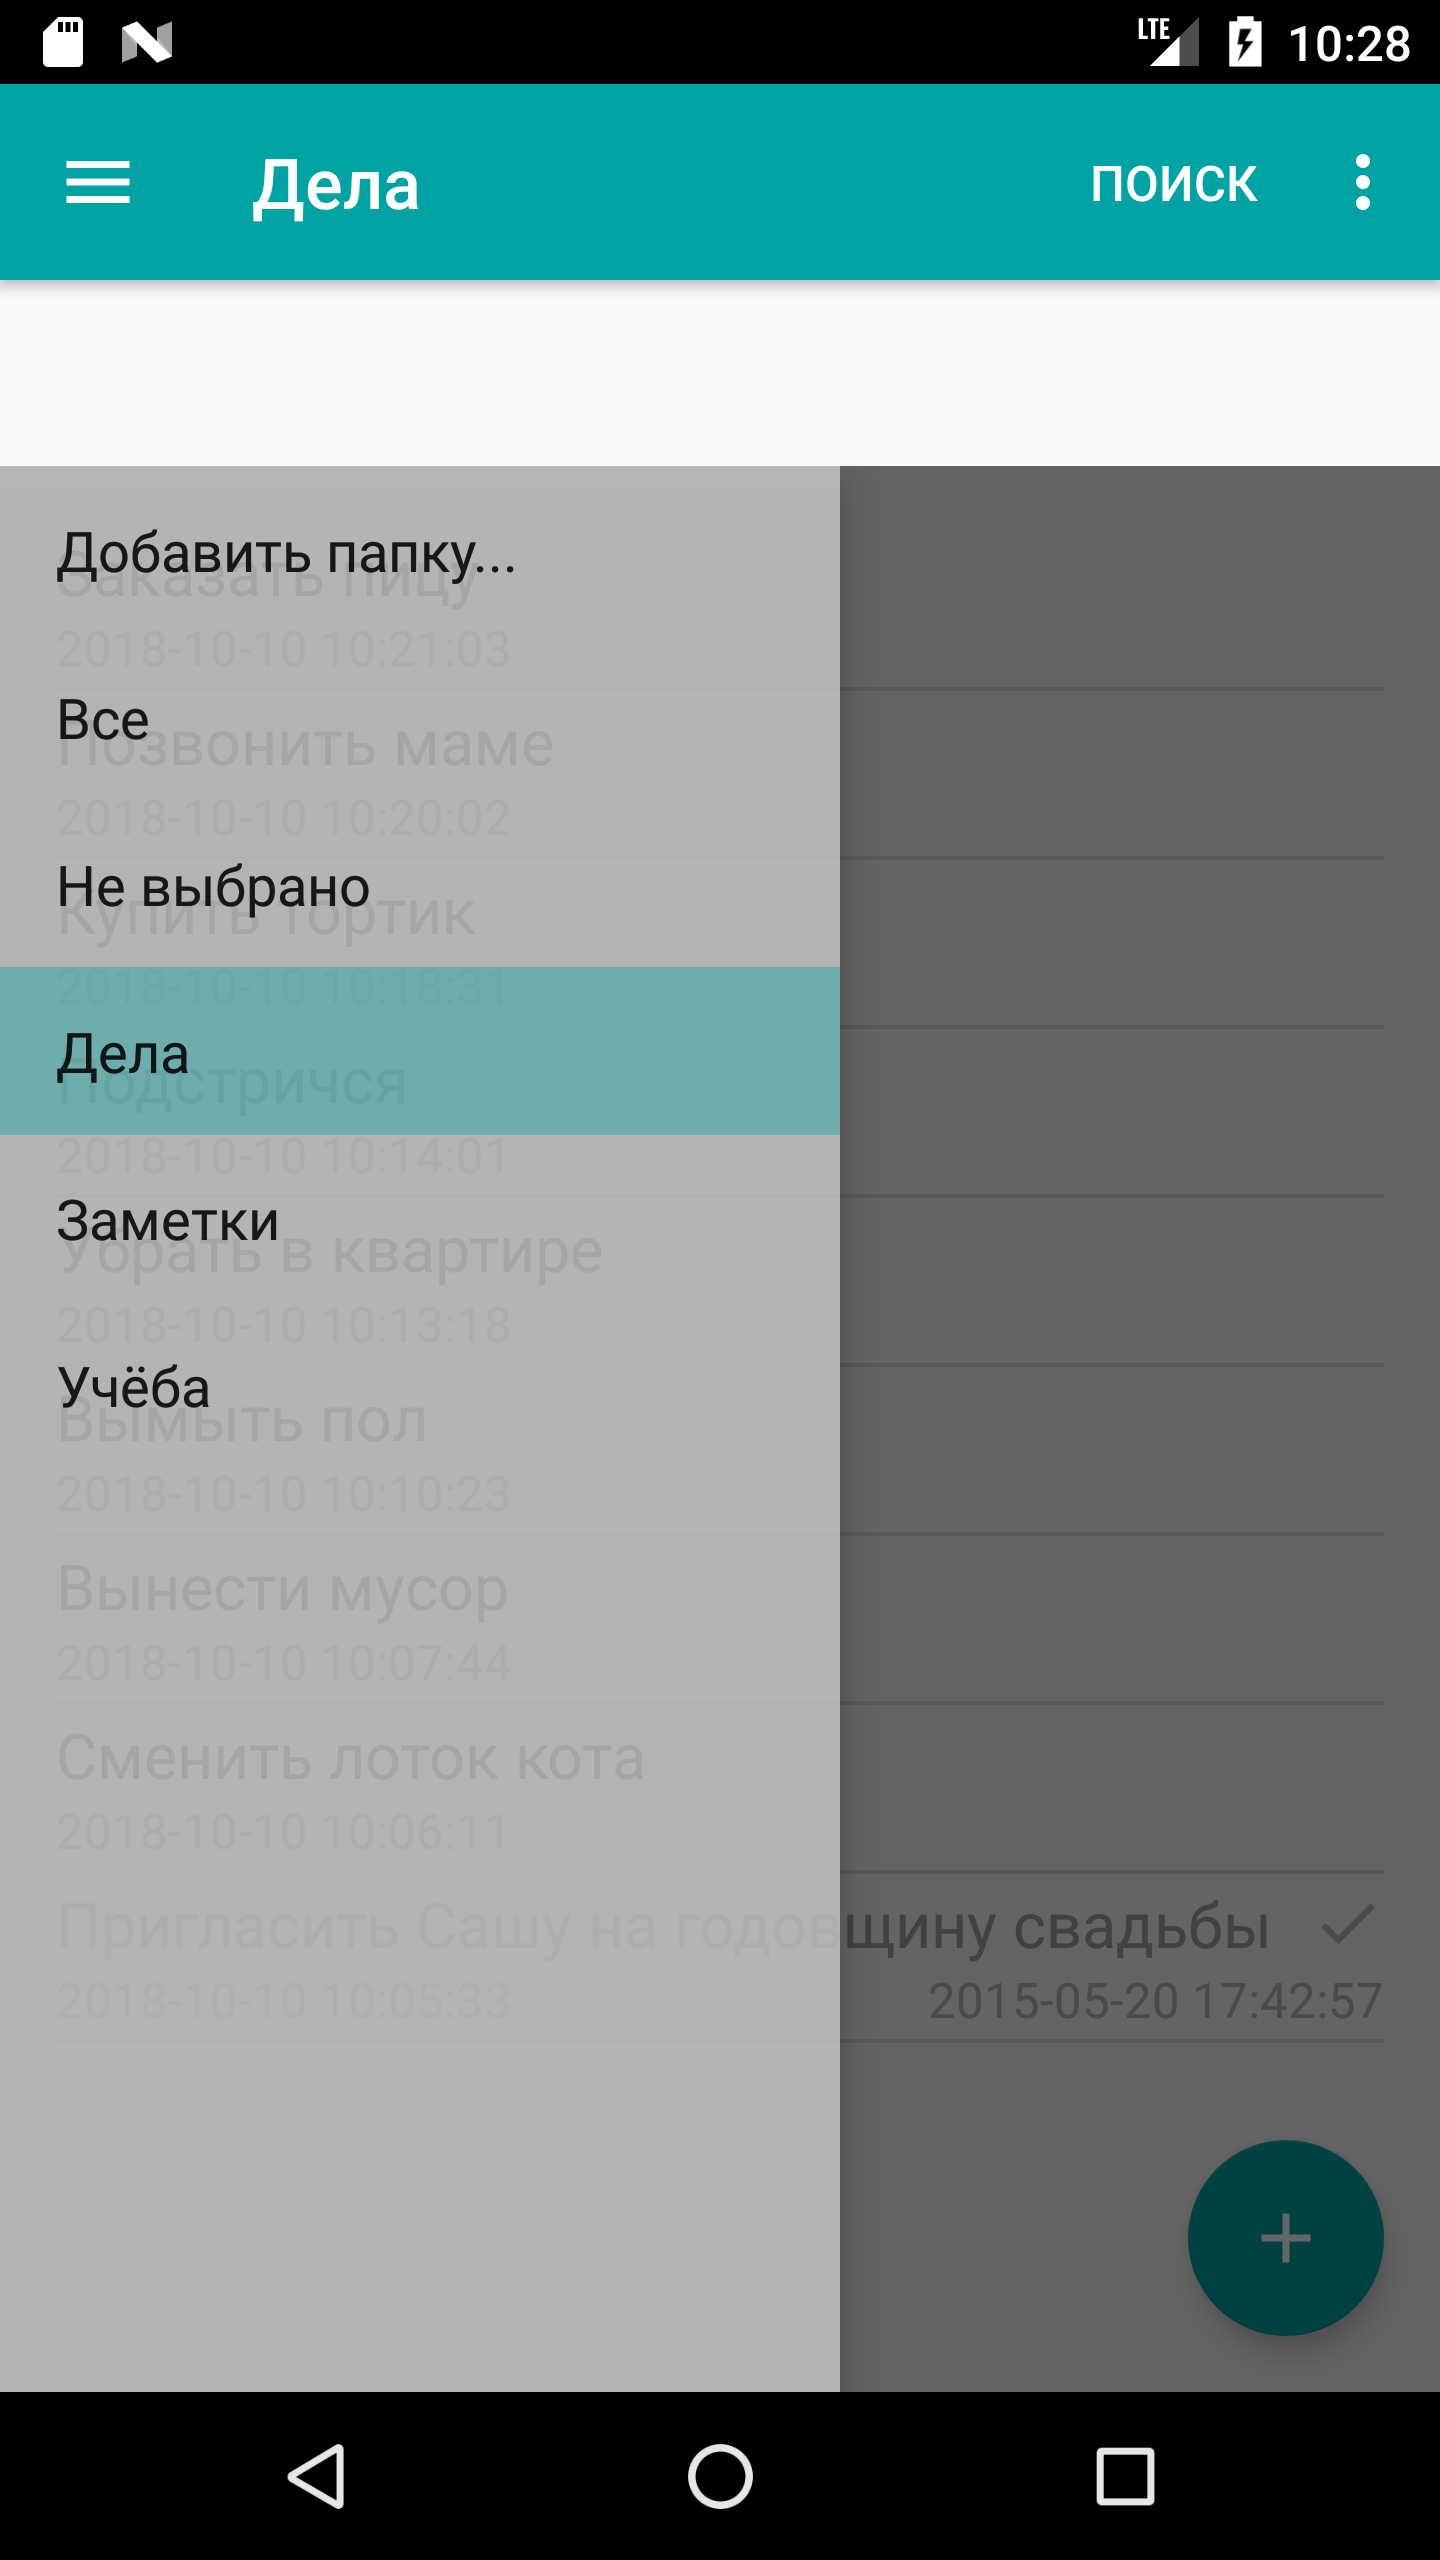 LTE 10:28
Дела ПОИСК
Добавить папку...
Заказать пицу
2018-10-10 10:21:03
Все
Позвонить маме
2018-10-10 10:20:02
Не выбрано
Купить тортик
2018-10-10 10:18:31
Дела
Подстричся
2018-10-10 10:14:01
Заметки
Убрать в квартире
2018-10-10 10:13:18
Учёба
Вымыть пол
2018-10-10 10:10:23
Вынести мусор
2018-10-10 10:07:44
Сменить лоток кота
2018-10-10 10:06:11
Пригласить Сашу на годовщину свадьбы
2018-10-10 10:05:33 2015-05-20 17:42:57